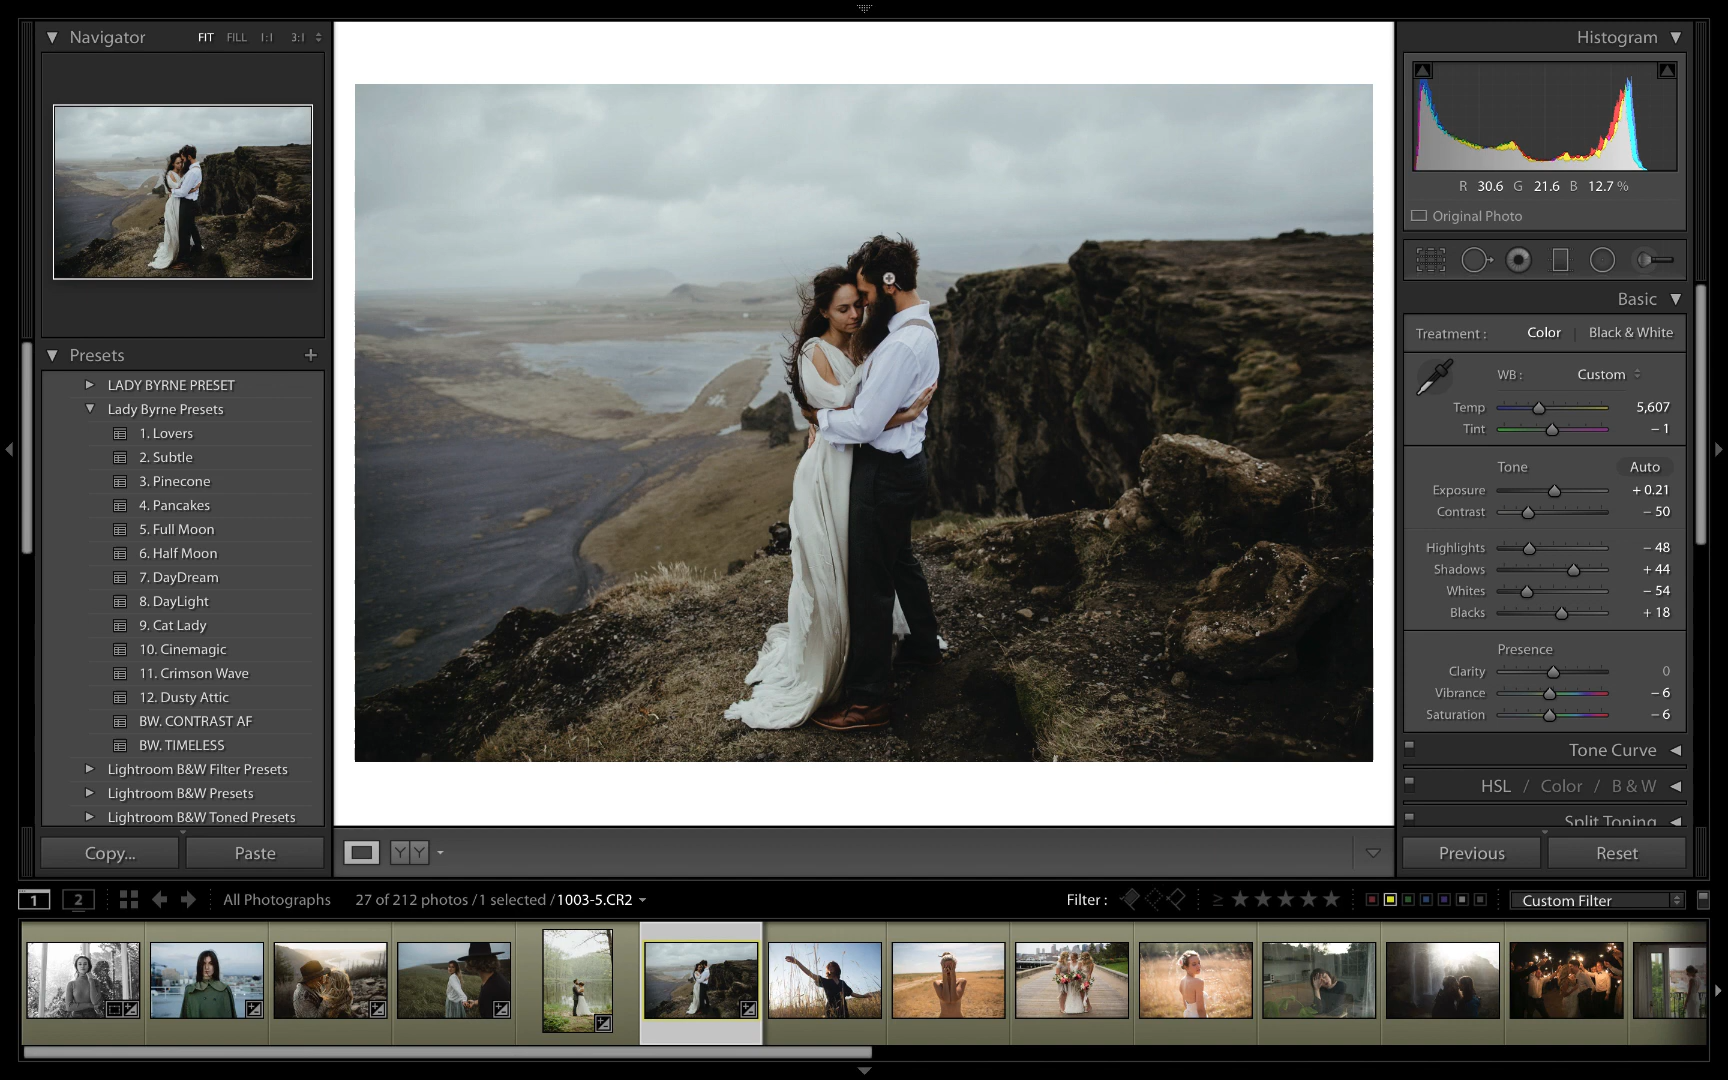 Navigator FIT FILL 1:1 3:1
Presets +
LADY BYRNE PRESET
Lady Byrne Presets
1. Lovers
2. Subtle
3. Pinecone
4. Pancakes
5. Full Moon
6. Half Moon
7. DayDream
8. DayLight
9. Cat Lady
10. Cinemagic
11. Crimson Wave
12. Dusty Attic
BW. CONTRAST AF
BW. TIMELESS
Lightroom B&W Filter Presets
Lightroom B&W Presets
Lightroom B&W Toned Presets
Copy... Paste
YY
Histogram
R 30.6 G 21.6 B 12.7 %
Original Photo
Basic
Treatment : Color | Black & White
WB : Custom
Temp 5,607
Tint – 1
Tone Auto
Exposure + 0.21
Contrast – 50
Highlights – 48
Shadows + 44
Whites – 54
Blacks + 18
Presence
Clarity 0
Vibrance – 6
Saturation – 6
Tone Curve
HSL / Color / B & W
Split Toning
Previous Reset
1 2 All Photographs 27 of 212 photos /1 selected /1003-5.CR2 Filter : ≥ ★★★★★ Custom Filter